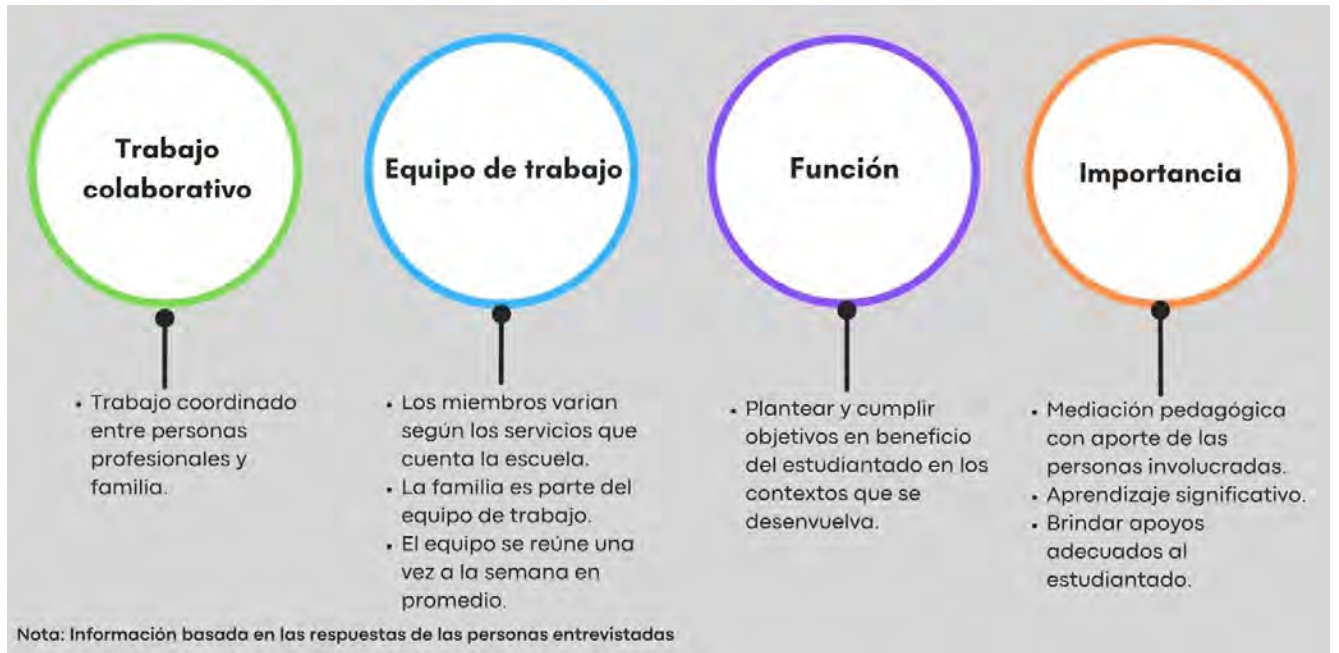 Trabajo
colaborativo
• Trabajo coordinado
entre personas
profesionales y
familia.
Equipo de trabajo
• Los miembros varian
según los servicios que
cuenta la escuela.
• La familia es parte del
equipo de trabajo.
• El equipo se reúne una
vez a la semana en
promedio.
Función
• Plantear y cumplir
objetivos en beneficio
del estudiantado en los
contextos que se
desenvuelva.
Importancia
• Mediación pedagógica
con aporte de las
personas involucradas.
• Aprendizaje significativo.
• Brindar apoyos
adecuados al
estudiantado.
Nota: Información basada en las respuestas de las personas entrevistadas